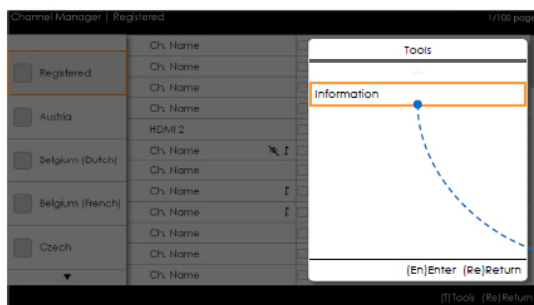 Channel Manager | Registered
1/100 page
Registered
Austria
Belgium (Dutch)
Belgium (French)
Czech
▼
Ch. Name
Ch. Name
Ch. Name
Ch. Name
HDMI 2
Ch. Name
Ch. Name
Ch. Name
Ch. Name
Ch. Name
Ch. Name
Ch. Name
Tools
Information
(En)Enter (Re)Return
(T)Tools (Re)Return